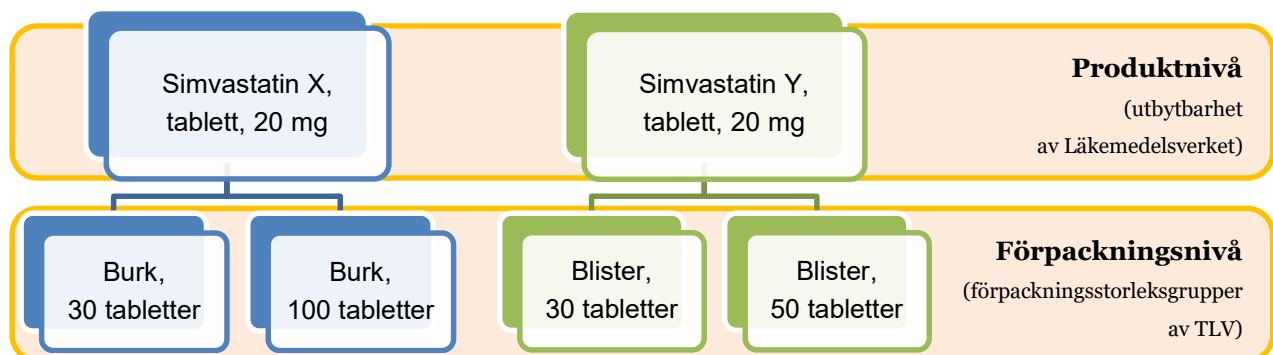 Simvastatin X,
tablett, 20 mg
Simvastatin Y,
tablett, 20 mg
Produktnivå
(utbytbarhet
av Läkemedelsverket)
Burk,
30 tabletter
Burk,
100 tabletter
Blister,
30 tabletter
Blister,
50 tabletter
Förpackningsnivå
(förpackningsstorleksgrupper
av TLV)